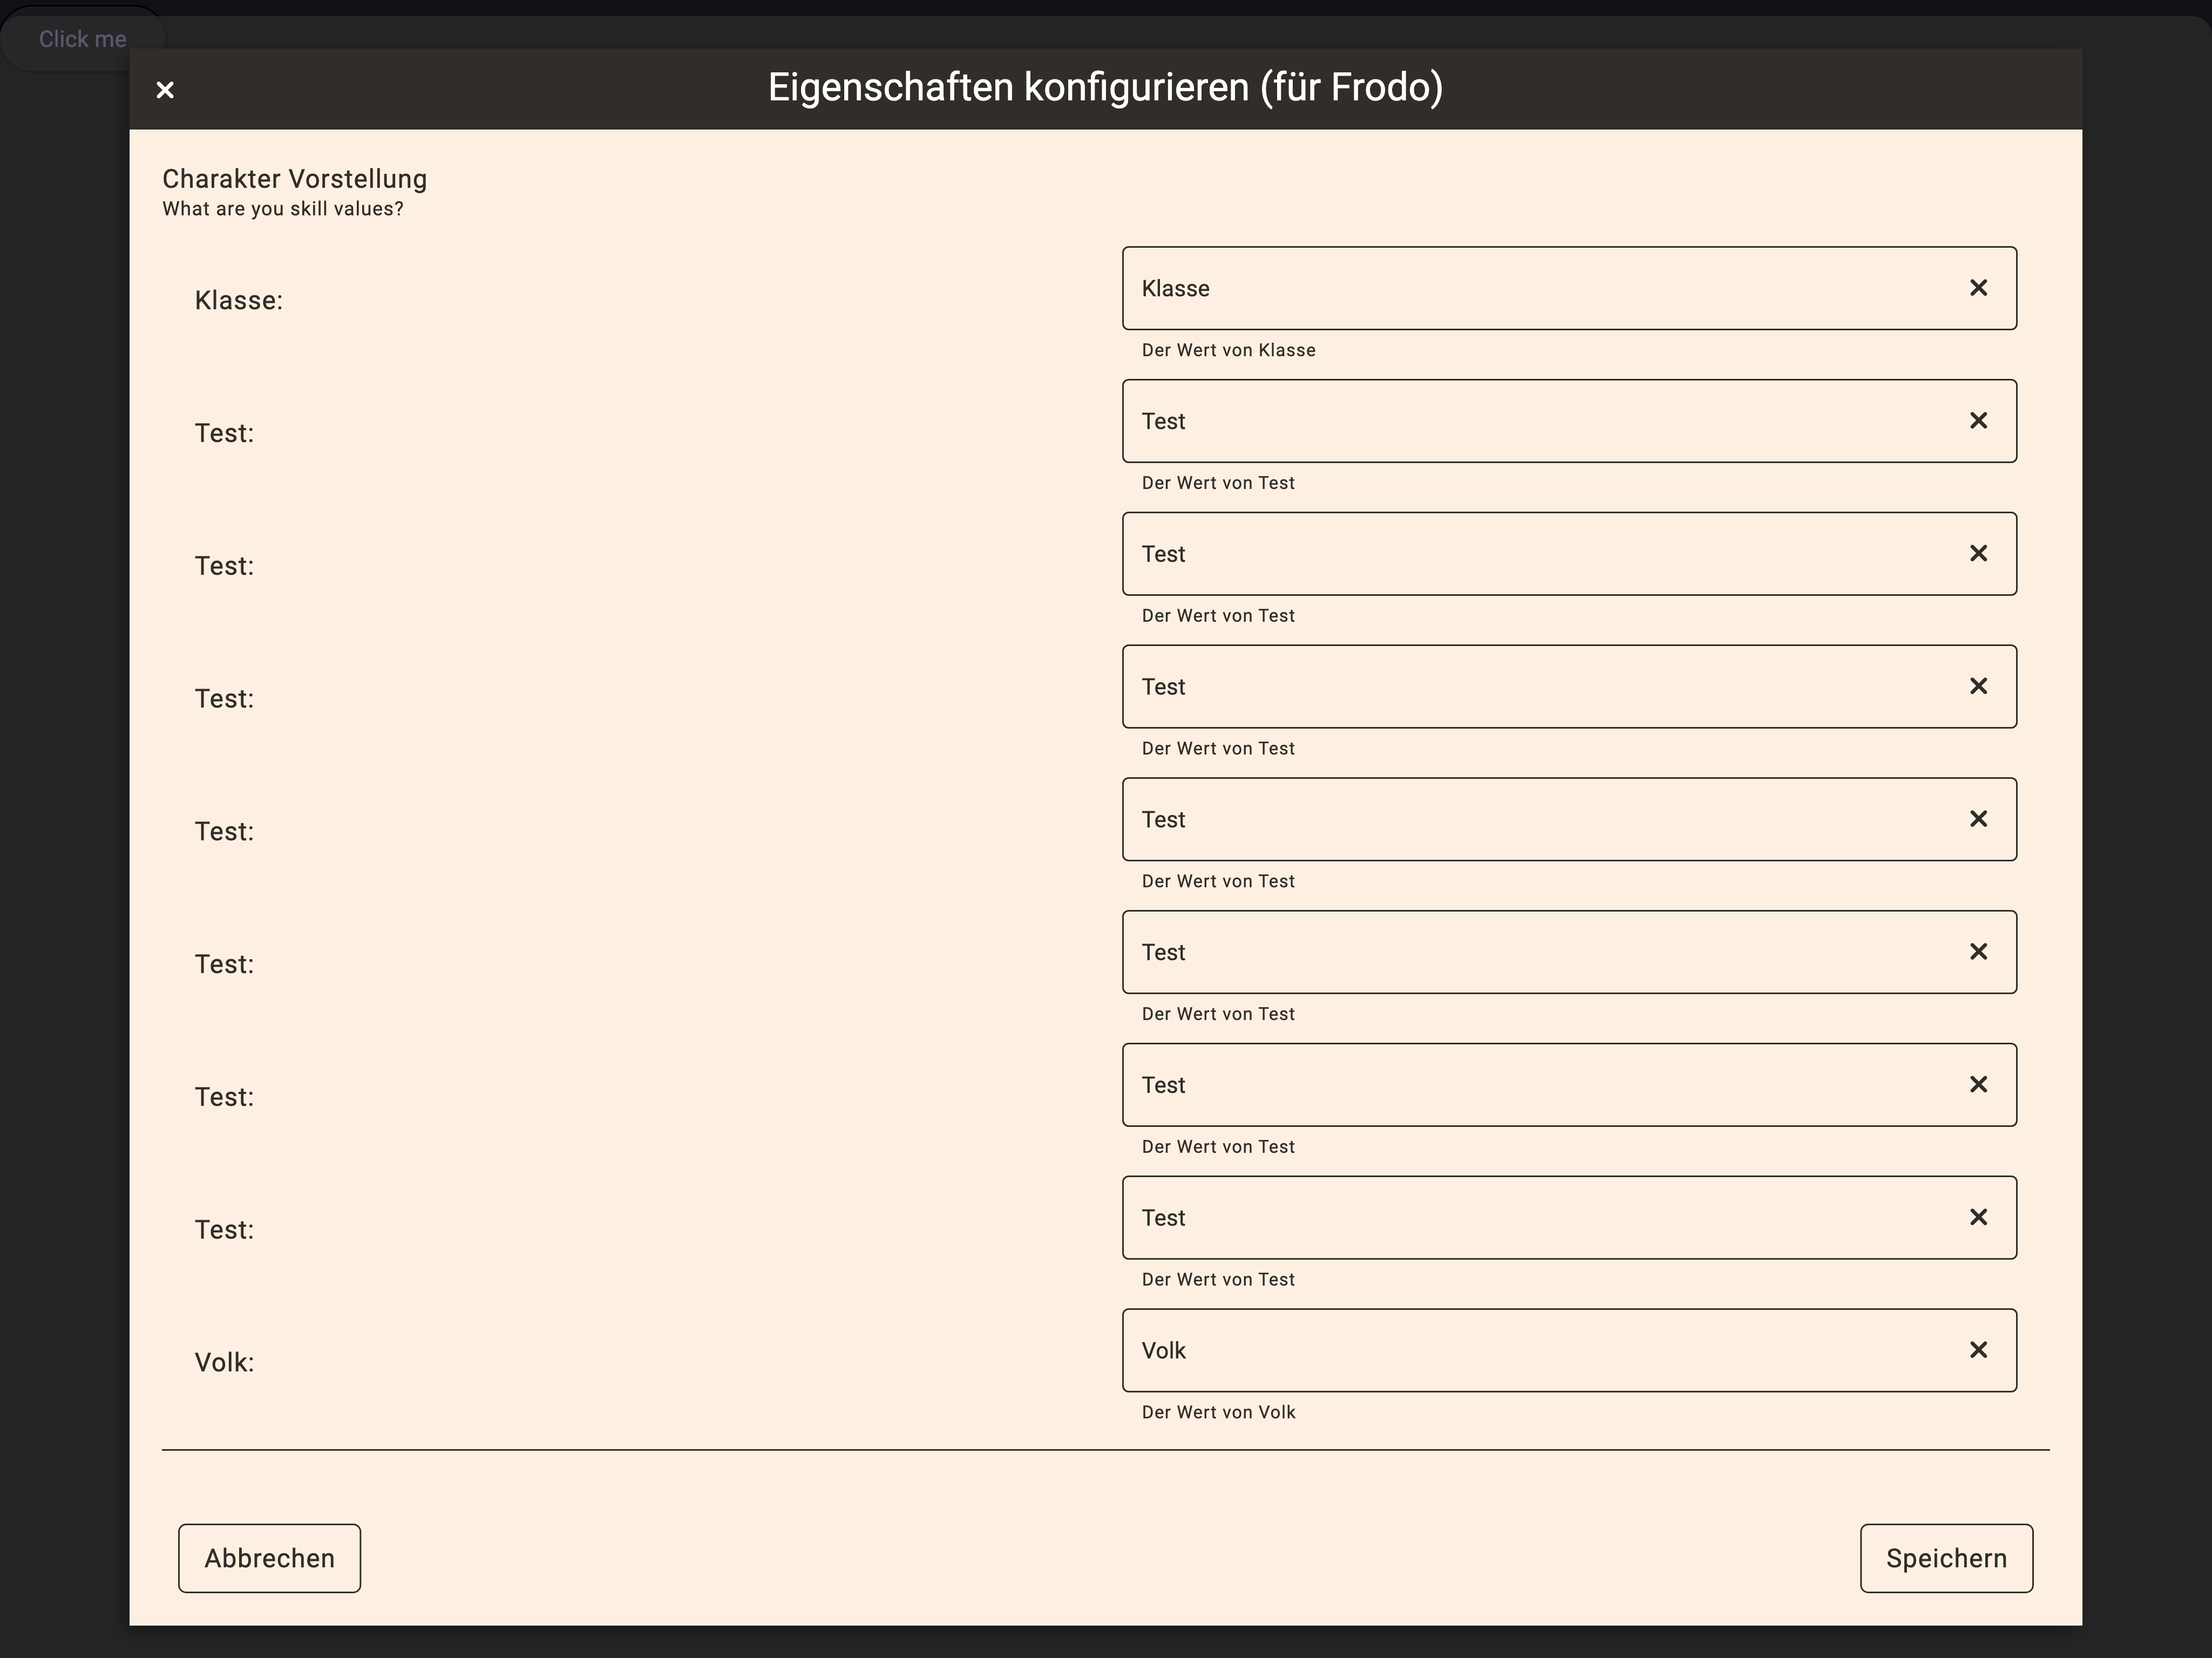 Click me
Eigenschaften konfigurieren (für Frodo)
Charakter Vorstellung
What are you skill values?
Klasse:
Klasse
Der Wert von Klasse
Test:
Test
Der Wert von Test
Test:
Test
Der Wert von Test
Test:
Test
Der Wert von Test
Test:
Test
Der Wert von Test
Test:
Test
Der Wert von Test
Test:
Test
Der Wert von Test
Test:
Test
Der Wert von Test
Volk:
Volk
Der Wert von Volk
Abbrechen
Speichern